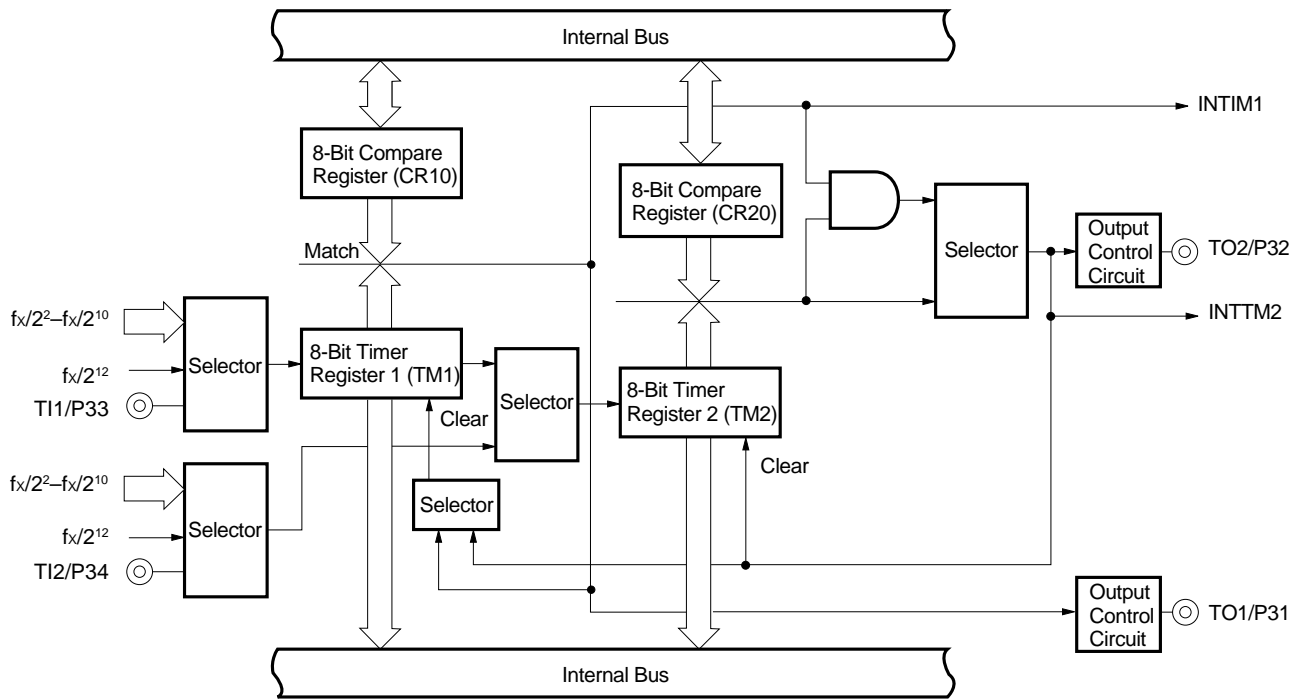 Internal Bus
INTIM1
8-Bit Compare
Register (CR10)
8-Bit Compare
Register (CR20)
Match
Selector
Output
Control
Circuit
TO2/P32
fX/2²–fX/2¹⁰
fX/2¹²
TI1/P33
Selector
8-Bit Timer
Register 1 (TM1)
Selector
8-Bit Timer
Register 2 (TM2)
INTTM2
Clear
Clear
fX/2²–fX/2¹⁰
fX/2¹²
TI2/P34
Selector
Selector
Output
Control
Circuit
TO1/P31
Internal Bus